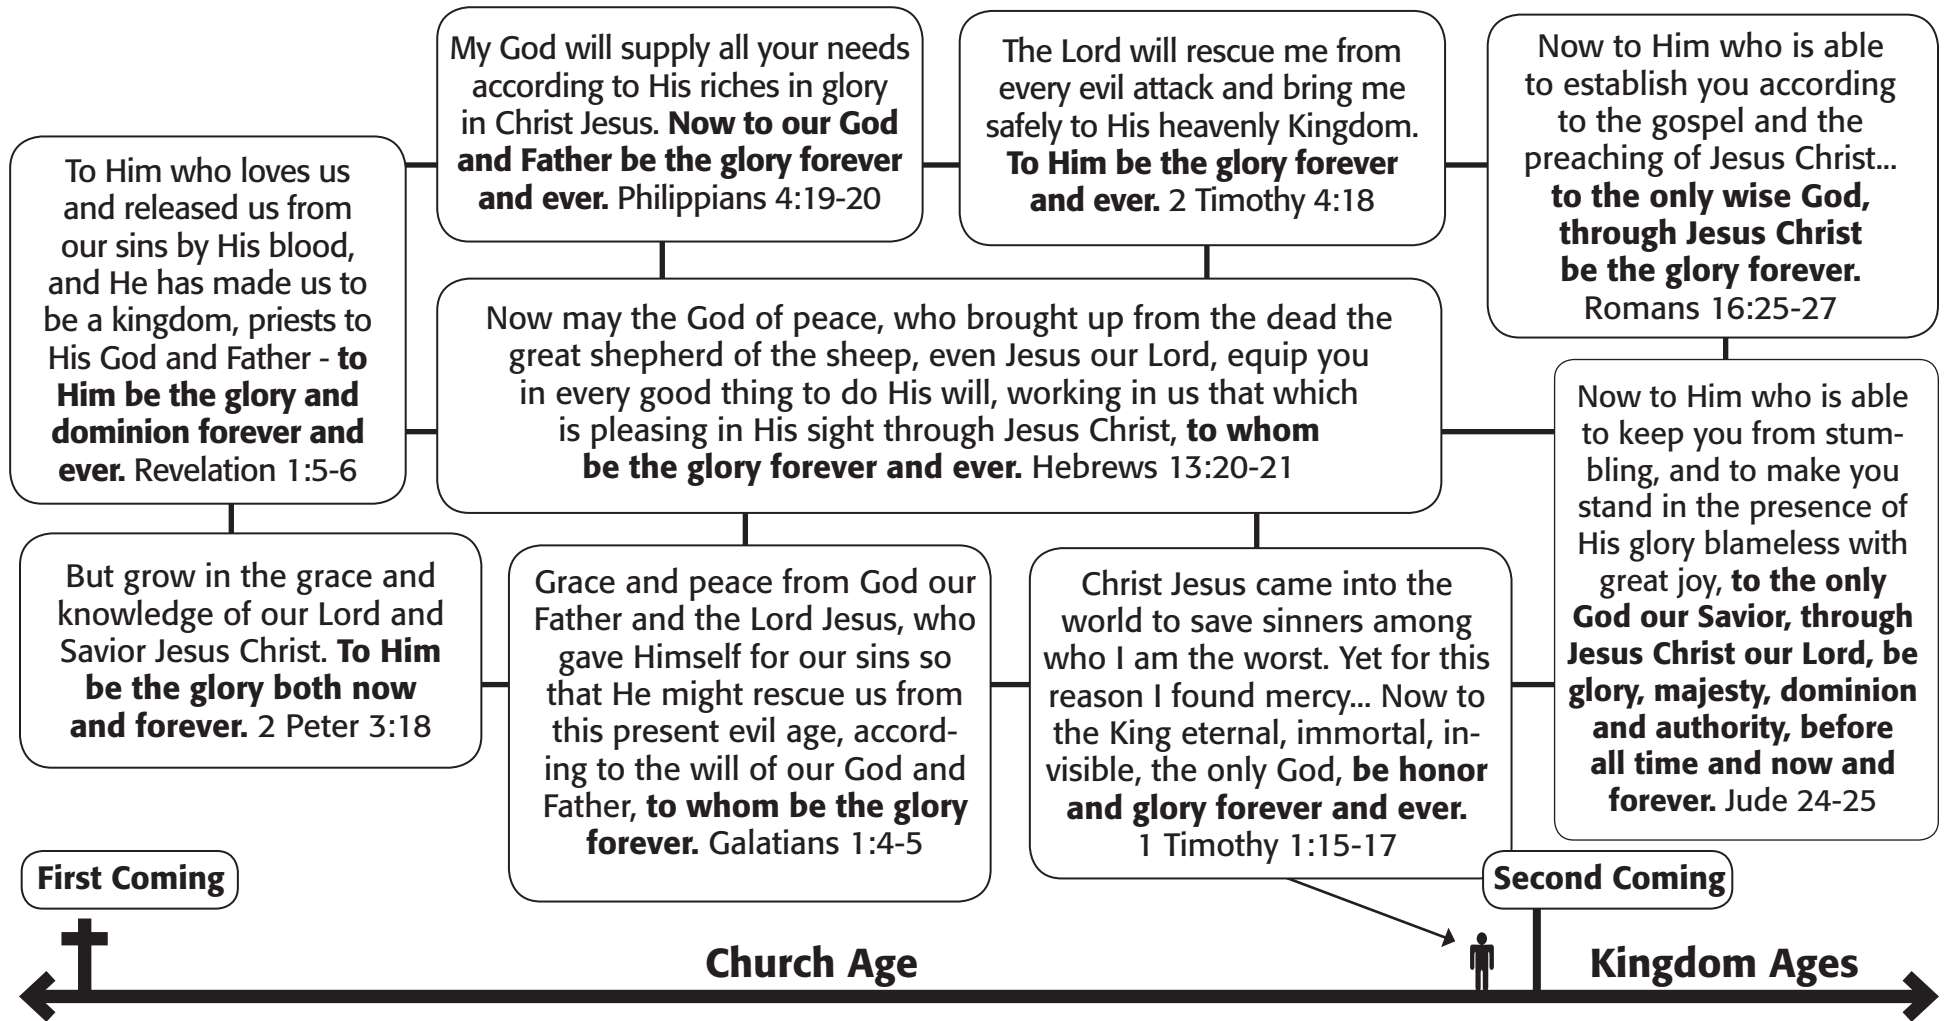 To Him who loves us
and released us from
our sins by His blood,
and He has made us to
be a kingdom, priests to
His God and Father - to
Him be the glory and
dominion forever and
ever. Revelation 1:5-6
My God will supply all your needs
according to His riches in glory
in Christ Jesus. Now to our God
and Father be the glory forever
and ever. Philippians 4:19-20
The Lord will rescue me from
every evil attack and bring me
safely to His heavenly Kingdom.
To Him be the glory forever
and ever. 2 Timothy 4:18
Now to Him who is able
to establish you according
to the gospel and the
preaching of Jesus Christ...
to the only wise God,
through Jesus Christ
be the glory forever.
Romans 16:25-27
Now may the God of peace, who brought up from the dead the
great shepherd of the sheep, even Jesus our Lord, equip you
in every good thing to do His will, working in us that which
is pleasing in His sight through Jesus Christ, to whom
be the glory forever and ever. Hebrews 13:20-21
Now to Him who is able
to keep you from stum-
bling, and to make you
stand in the presence of
His glory blameless with
great joy, to the only
God our Savior, through
Jesus Christ our Lord, be
glory, majesty, dominion
and authority, before
all time and now and
forever. Jude 24-25
But grow in the grace and
knowledge of our Lord and
Savior Jesus Christ. To Him
be the glory both now
and forever. 2 Peter 3:18
Grace and peace from God our
Father and the Lord Jesus, who
gave Himself for our sins so
that He might rescue us from
this present evil age, accord-
ing to the will of our God and
Father, to whom be the glory
forever. Galatians 1:4-5
Christ Jesus came into the
world to save sinners among
who I am the worst. Yet for this
reason I found mercy... Now to
the King eternal, immortal, in-
visible, the only God, be honor
and glory forever and ever.
1 Timothy 1:15-17
First Coming
Second Coming
Church Age
Kingdom Ages